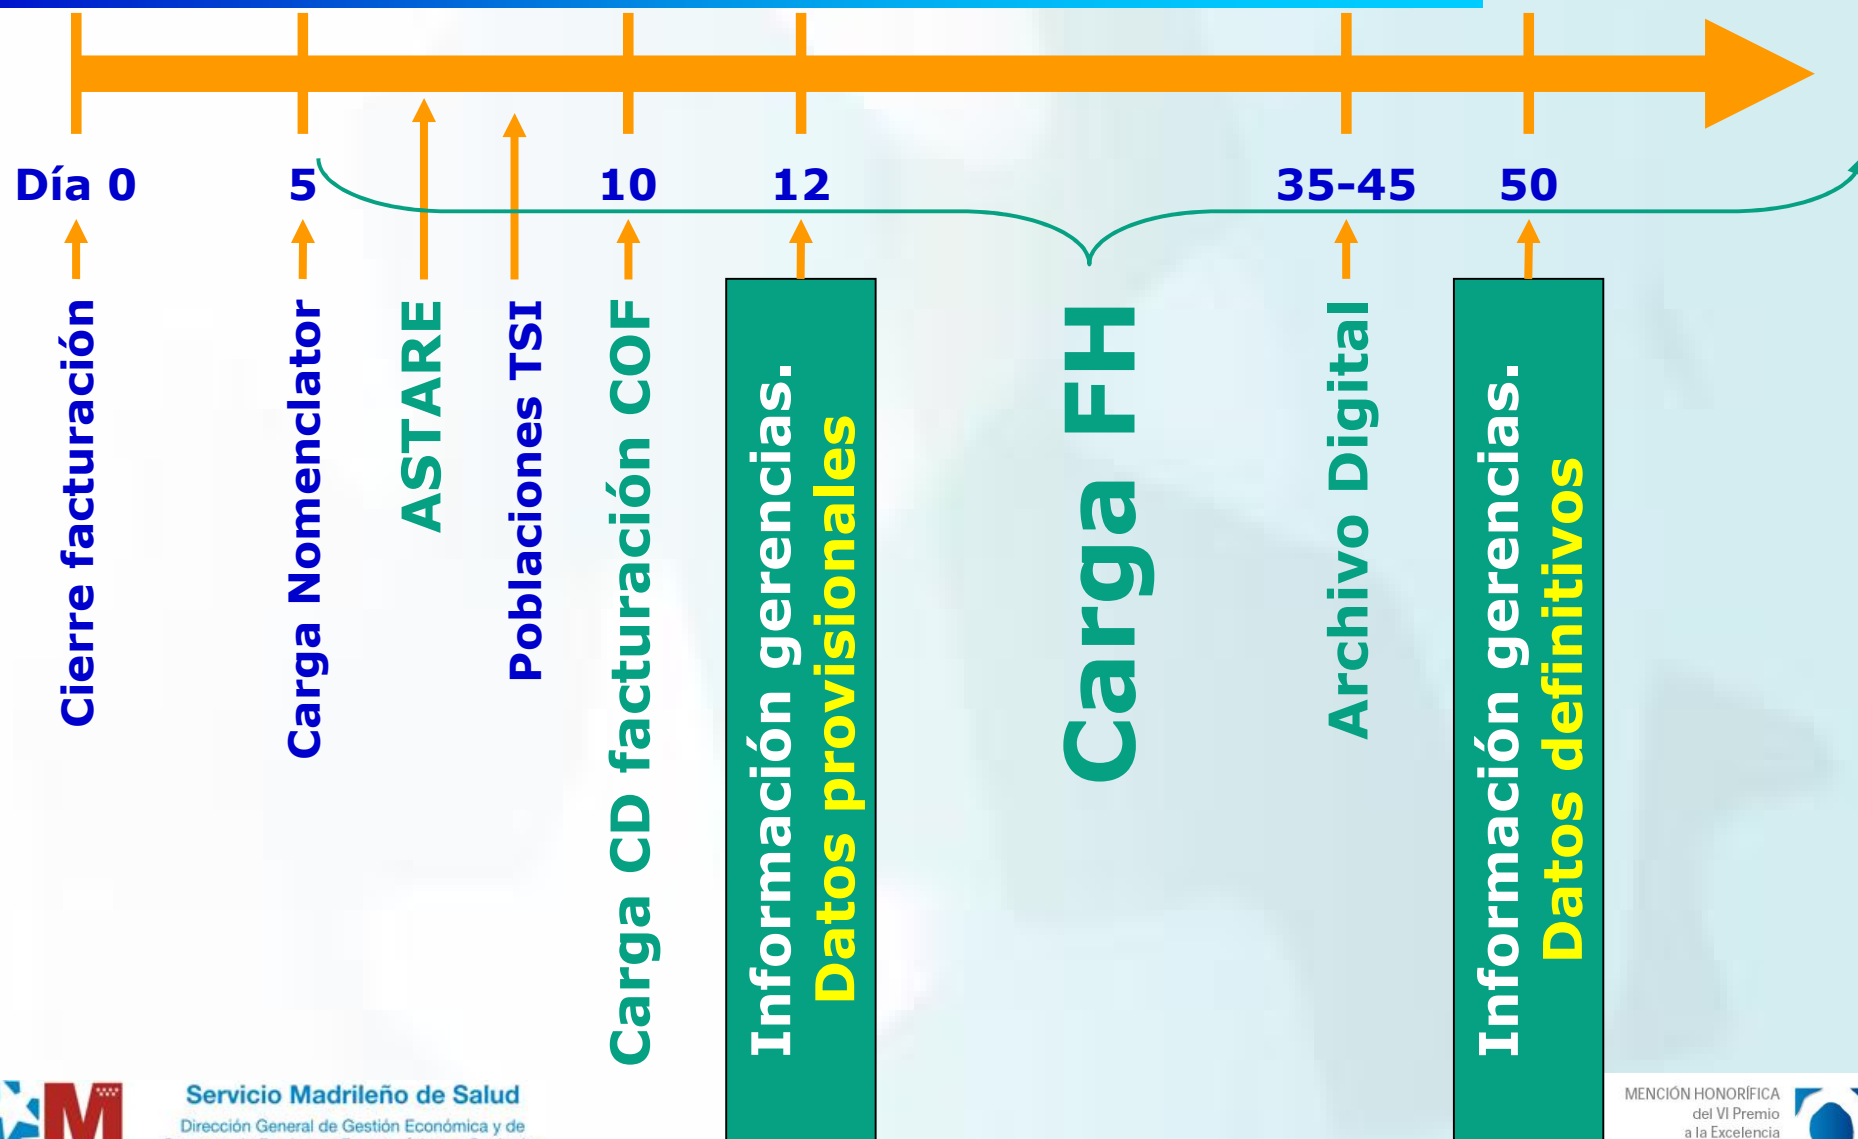 Día 0
5
10
12
35-45
50
Cierre facturación
Carga Nomenclator
ASTARE
Poblaciones TSI
Carga CD facturación COF
Información gerencias.
Datos provisionales
Carga FH
Archivo Digital
Información gerencias.
Datos definitivos
M
Servicio Madrileño de Salud
Dirección General de Gestión Económica y de
MENCIÓN HONORÍFICA
del VI Premio
a la Excelencia